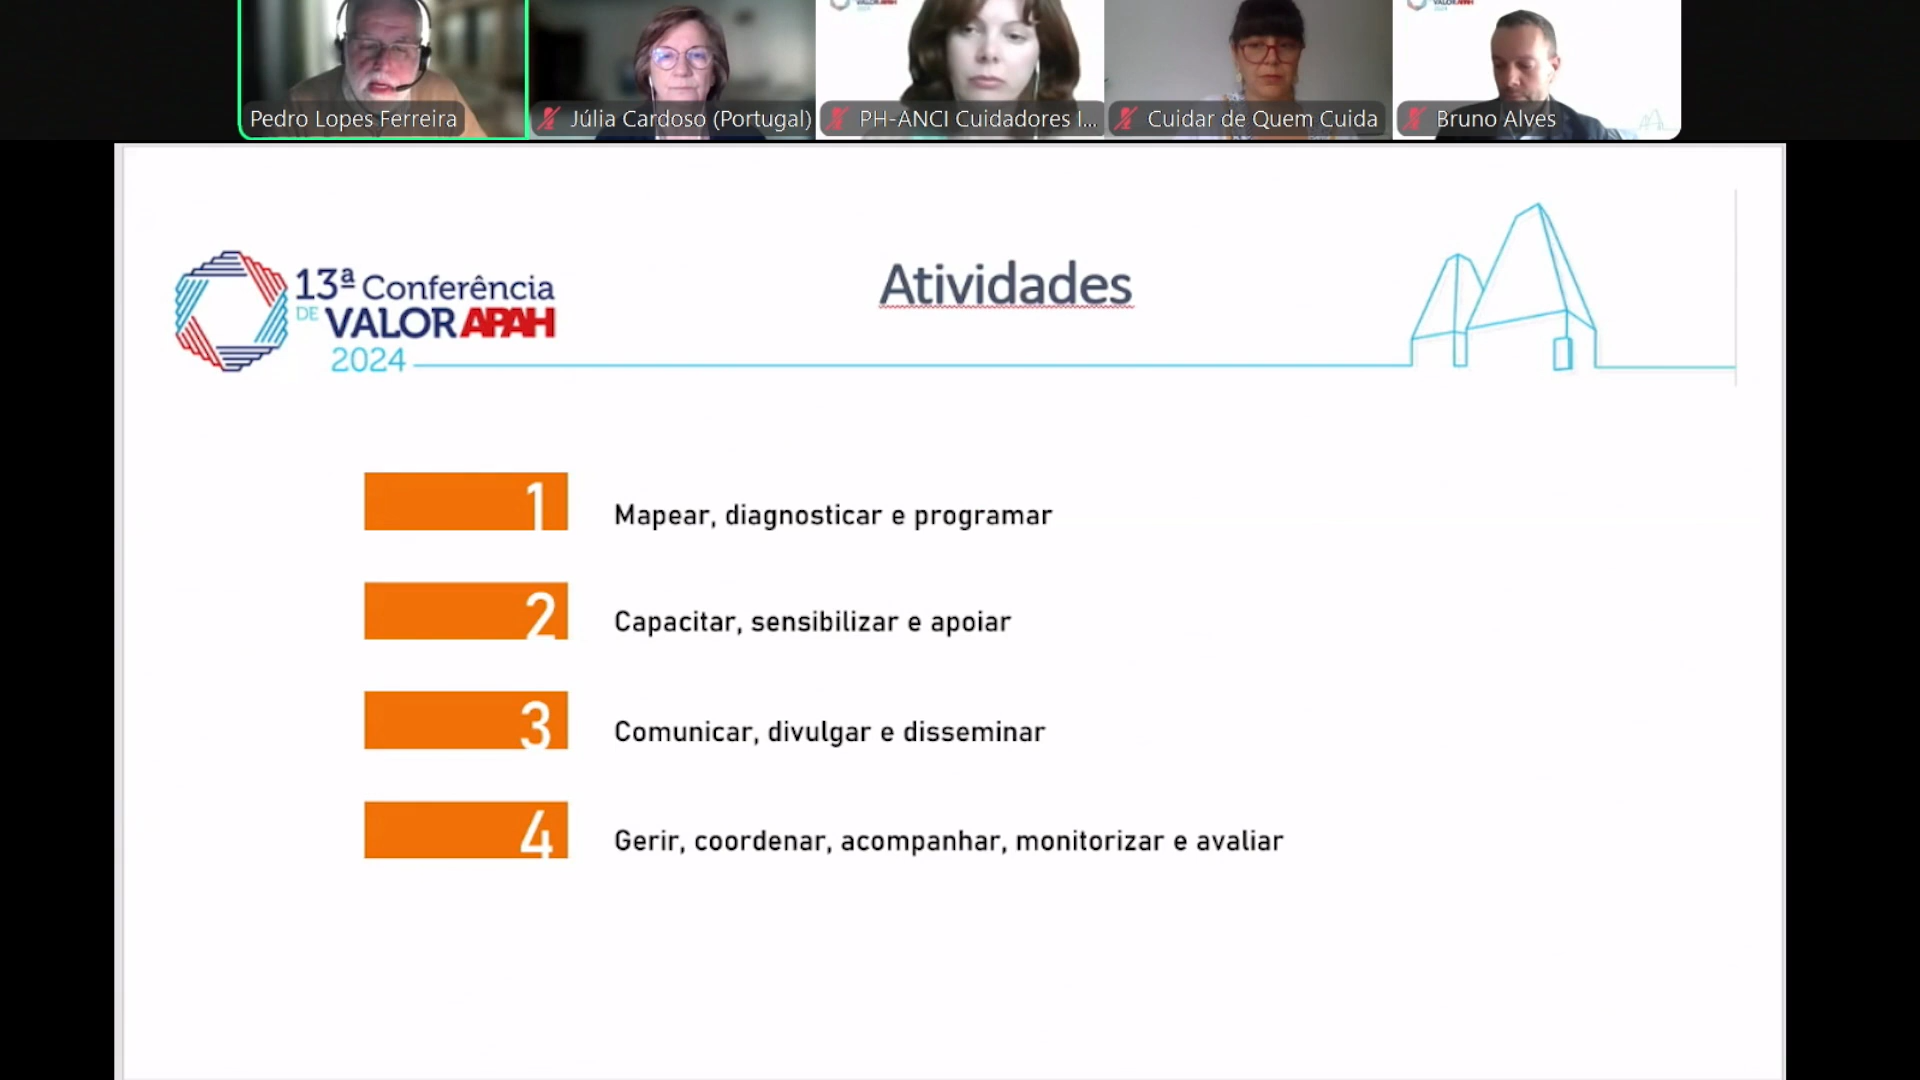 Pedro Lopes Ferreira
Júlia Cardoso (Portugal)
PH-ANCI Cuidadores I...
Cuidar de Quem Cuida
Bruno Alves
13ª Conferência
DE VALOR APAH
2024
Atividades
1 Mapear, diagnosticar e programar
2 Capacitar, sensibilizar e apoiar
3 Comunicar, divulgar e disseminar
4 Gerir, coordenar, acompanhar, monitorizar e avaliar